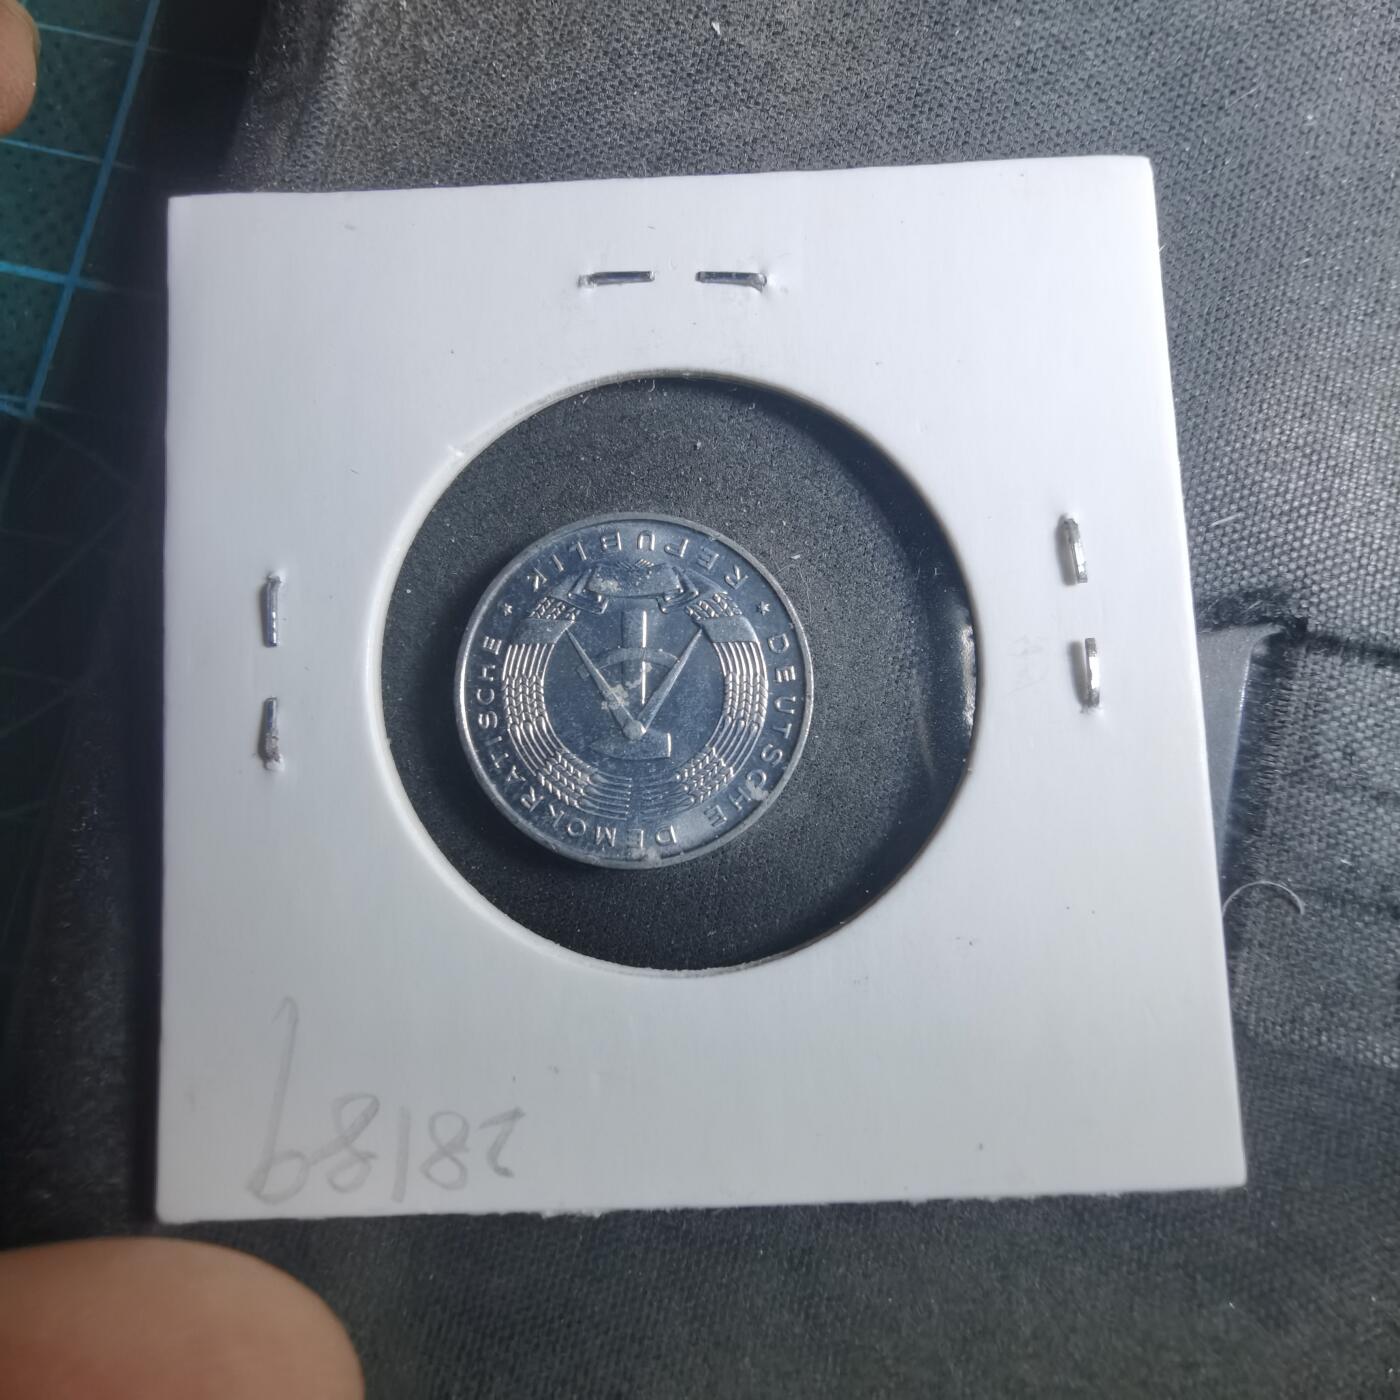 DEUTSCHE DEMOKRATISCHE * REPUBLIK *
28189